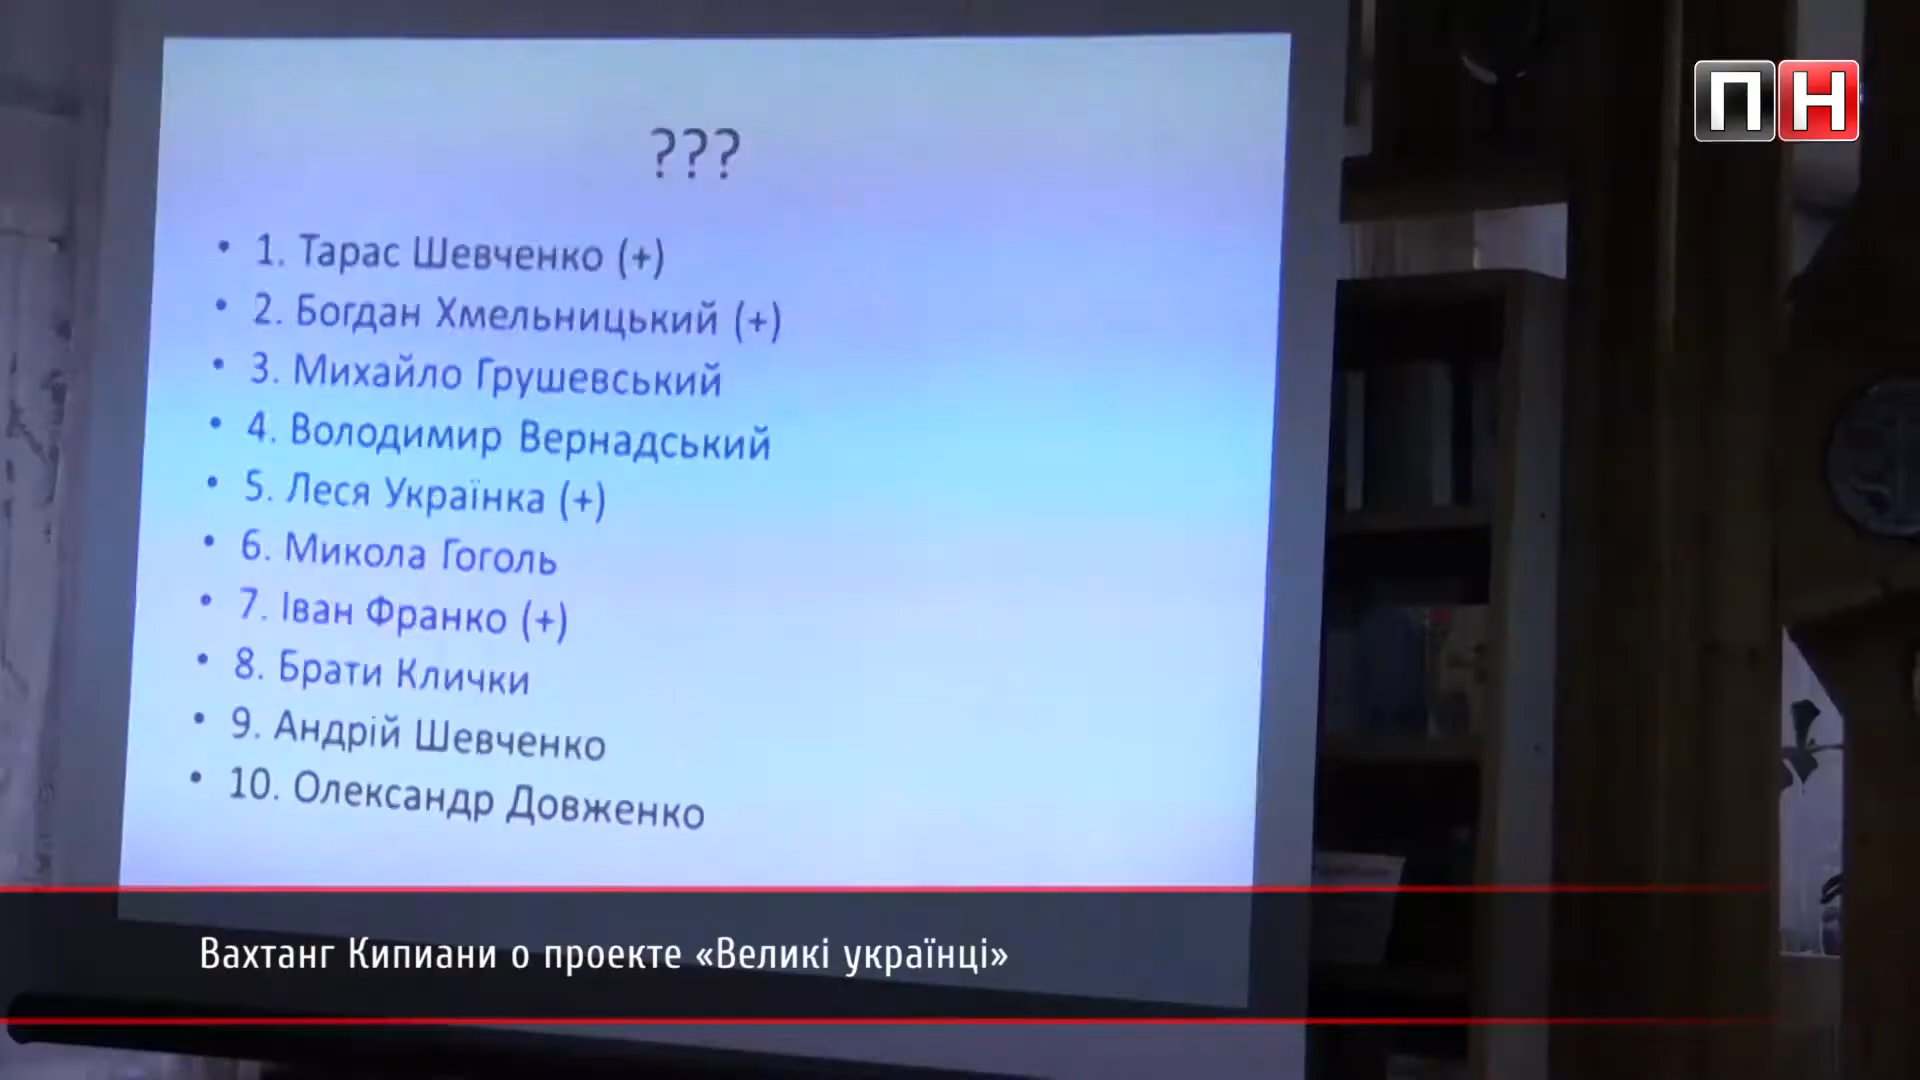 ПН
???
• 1. Тарас Шевченко (+)
• 2. Богдан Хмельницький (+)
• 3. Михайло Грушевський
• 4. Володимир Вернадський
• 5. Леся Українка (+)
• 6. Микола Гоголь
• 7. Іван Франко (+)
• 8. Брати Клички
• 9. Андрій Шевченко
• 10. Олександр Довженко
Вахтанг Кипиани о проекте «Великі українці»